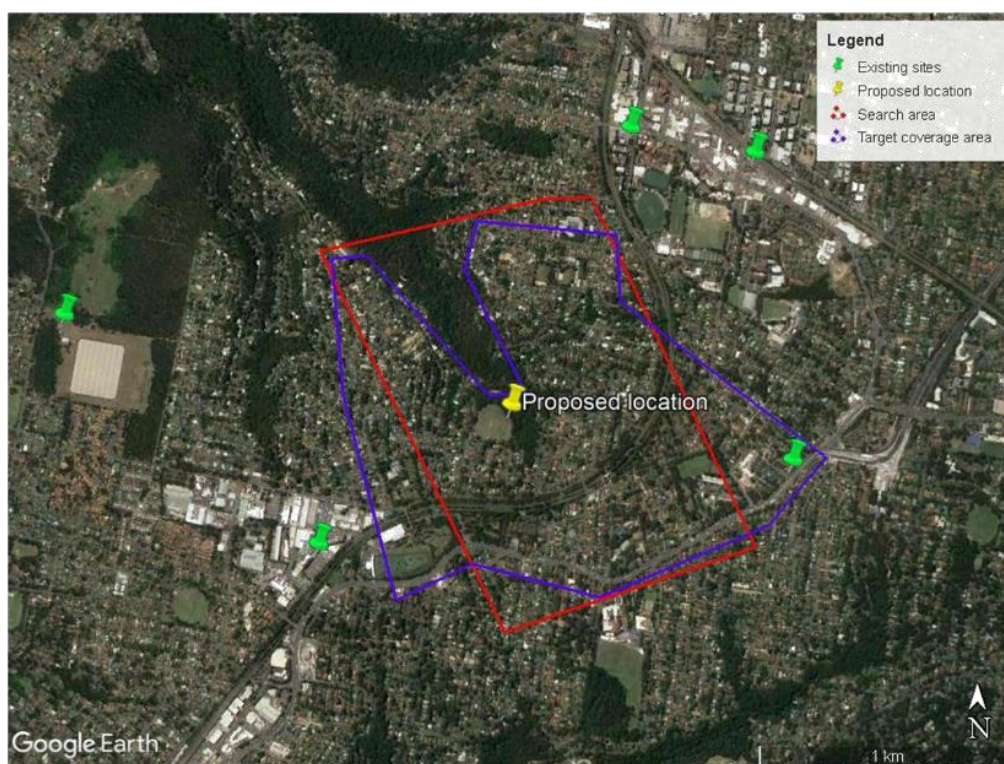 Legend
Existing sites
Proposed location
Search area
Target coverage area
Proposed location
N
Google Earth
1 km